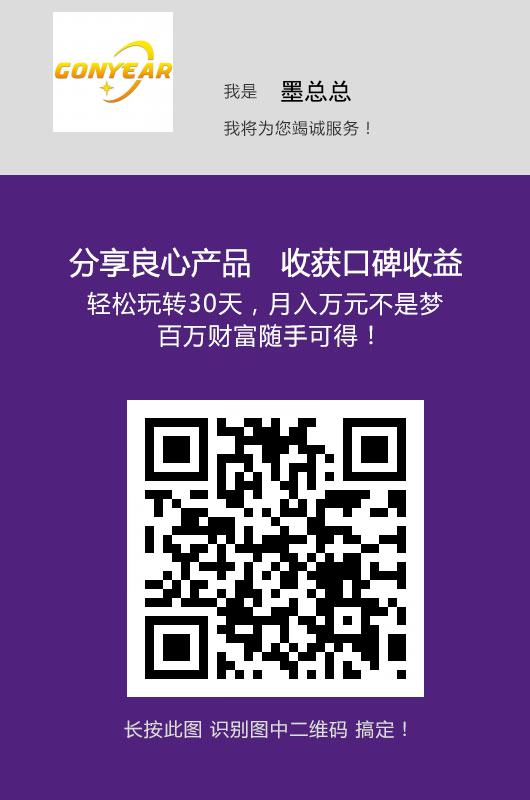 GONYEAR
我是 墨总总
我将为您竭诚服务！
分享良心产品 收获口碑收益
轻松玩转30天，月入万元不是梦
百万财富随手可得！
长按此图 识别图中二维码 搞定！